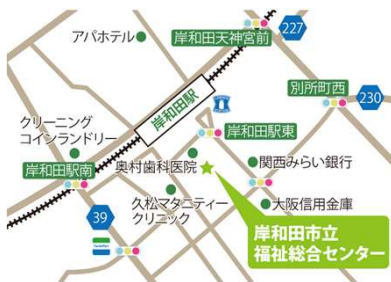 227
アパホテル
岸和田天神宮前
別所町西
230
岸和田駅
クリーニング
コインランドリー
岸和田駅東
岸和田駅南
奥村歯科医院
関西みらい銀行
久松マタニティー
クリニック
大阪信用金庫
39
岸和田市立
福祉総合センター
FamilyMart